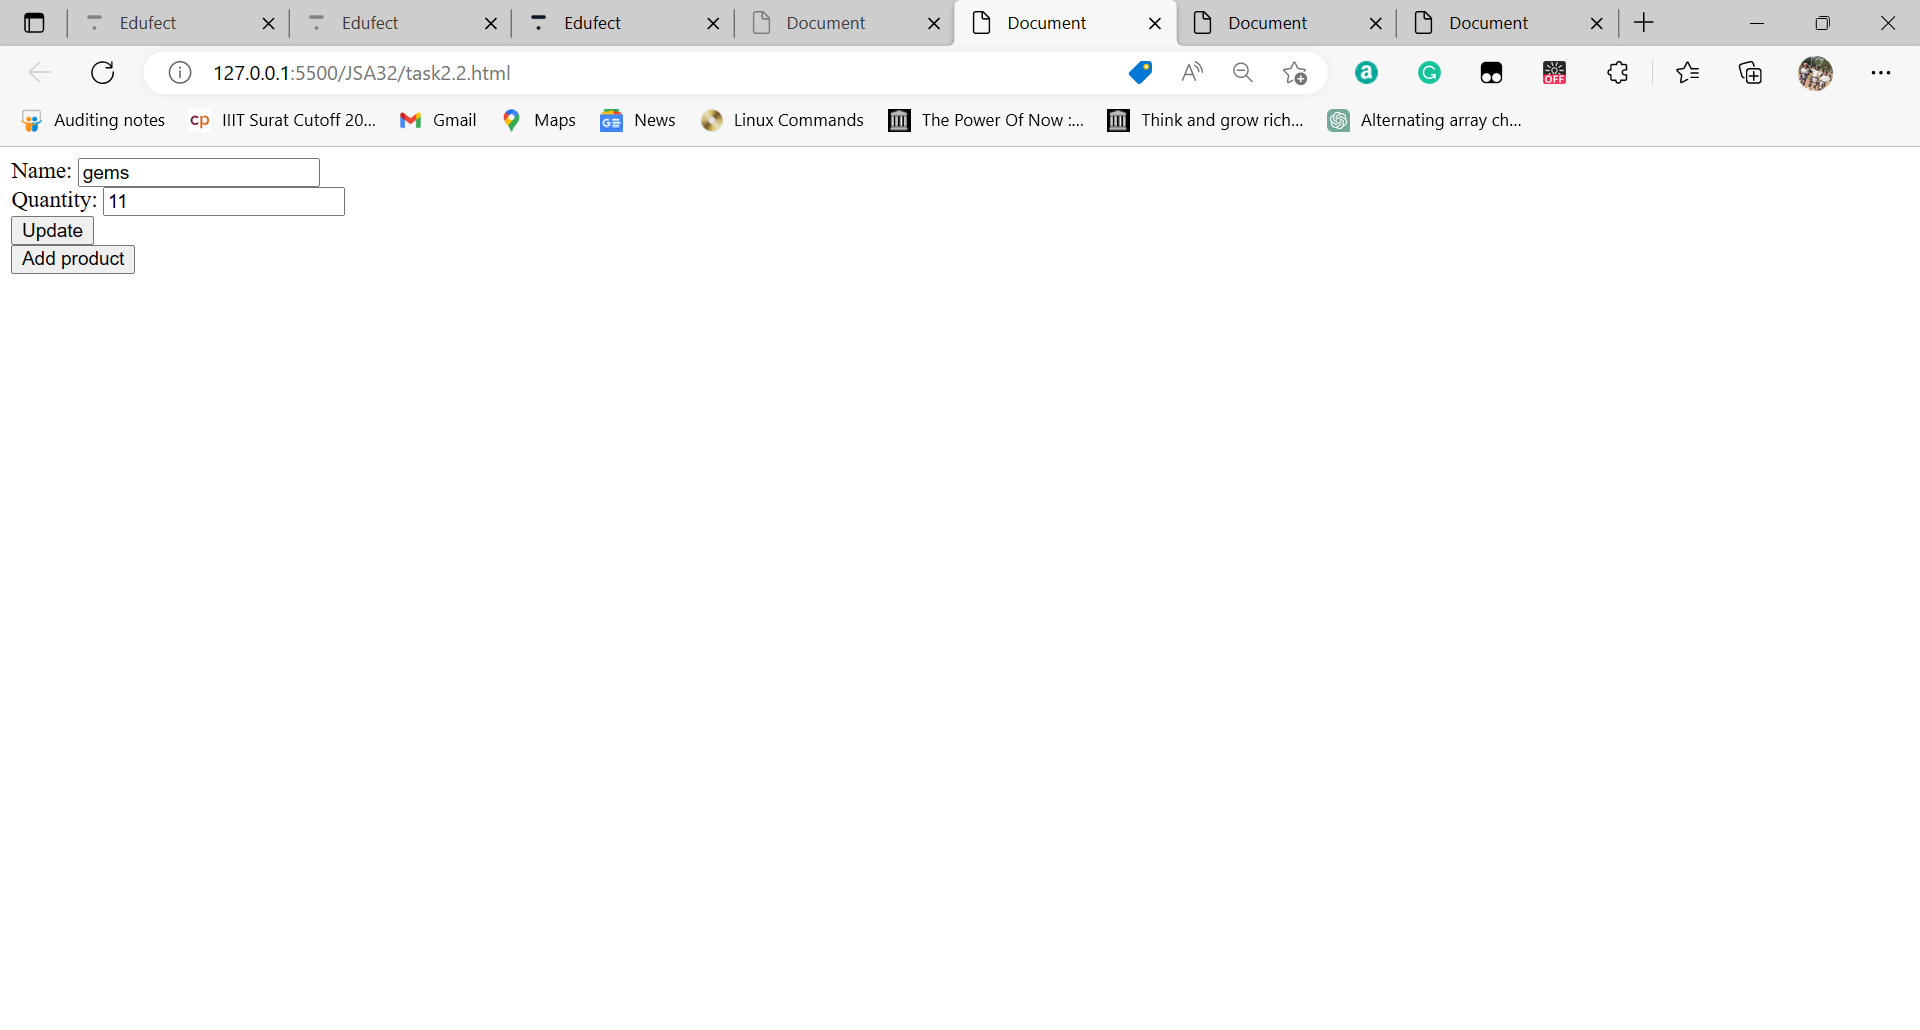 Edufect Edufect Edufect Document Document Document Document
127.0.0.1:5500/JSA32/task2.2.html A a G OFF
Auditing notes cp IIIT Surat Cutoff 20... Gmail Maps GE News Linux Commands The Power Of Now :... Think and grow rich... Alternating array ch...
Name: gems
Quantity: 11
Update
Add product